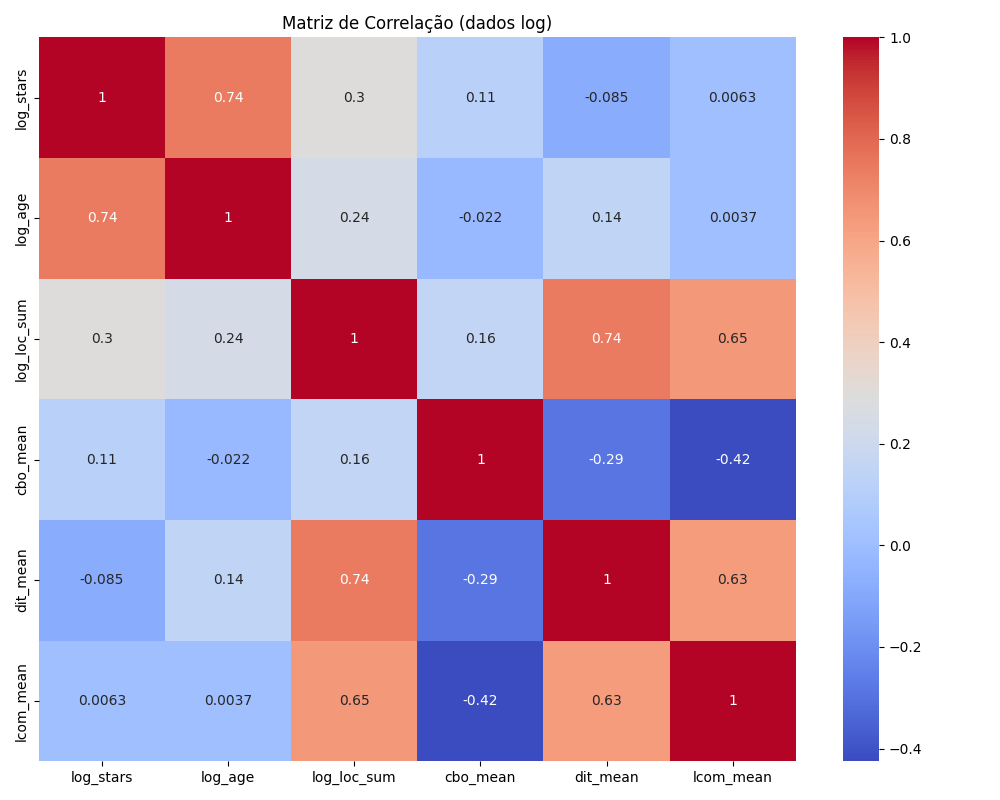 Matriz de Correlação (dados log)
log_stars 1 0.74 0.3 0.11 -0.085 0.0063
log_age 0.74 1 0.24 -0.022 0.14 0.0037
log_loc_sum 0.3 0.24 1 0.16 0.74 0.65
cbo_mean 0.11 -0.022 0.16 1 -0.29 -0.42
dit_mean -0.085 0.14 0.74 -0.29 1 0.63
lcom_mean 0.0063 0.0037 0.65 -0.42 0.63 1
log_stars log_age log_loc_sum cbo_mean dit_mean lcom_mean
1.0
0.8
0.6
0.4
0.2
0.0
−0.2
−0.4